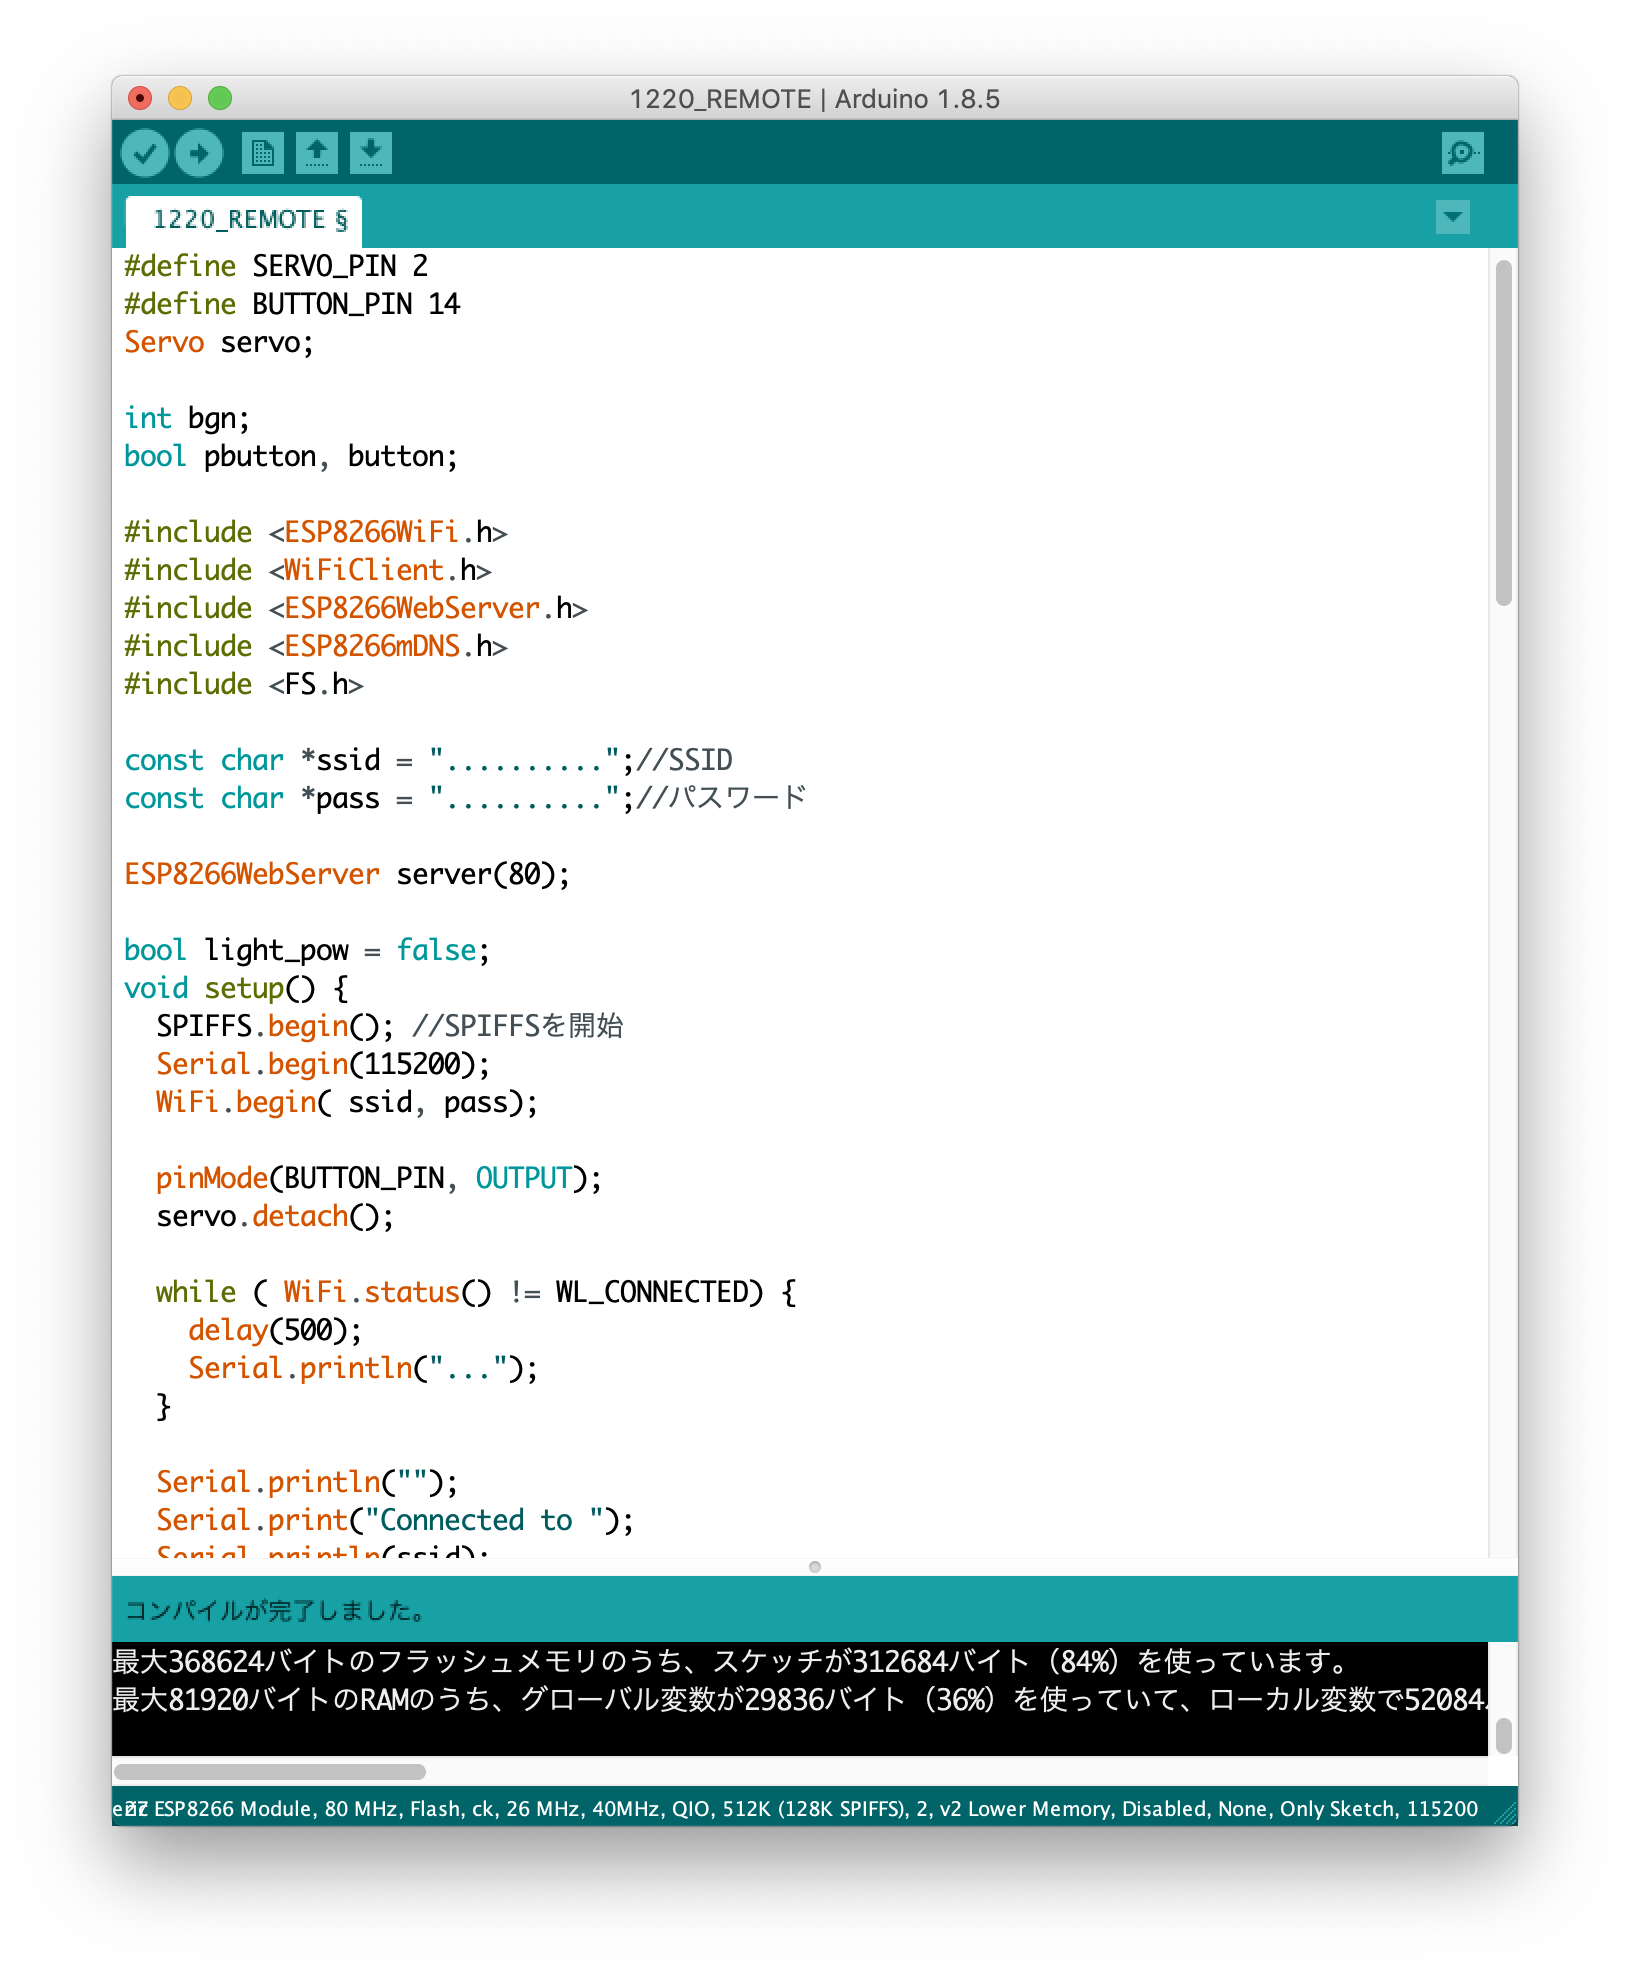 1220_REMOTE | Arduino 1.8.5
1220_REMOTE §
#define SERVO_PIN 2
#define BUTTON_PIN 14
Servo servo;
int bgn;
bool pbutton, button;
#include <ESP8266WiFi.h>
#include <WiFiClient.h>
#include <ESP8266WebServer.h>
#include <ESP8266mDNS.h>
#include <FS.h>
const char *ssid = "..........";//SSID
const char *pass = "..........";//パスワード
ESP8266WebServer server(80);
bool light_pow = false;
void setup() {
  SPIFFS.begin(); //SPIFFSを開始
  Serial.begin(115200);
  WiFi.begin( ssid, pass);
  pinMode(BUTTON_PIN, OUTPUT);
  servo.detach();
  while ( WiFi.status() != WL_CONNECTED) {
    delay(500);
    Serial.println("...");
  }
  Serial.println("");
  Serial.print("Connected to ");
  Serial.println(ssid);
コンパイルが完了しました。
最大368624バイトのフラッシュメモリのうち、スケッチが312684バイト（84%）を使っています。
最大81920バイトのRAMのうち、グローバル変数が29836バイト（36%）を使っていて、ローカル変数で52084
ESP8266 Module, 80 MHz, Flash, ck, 26 MHz, 40MHz, QIO, 512K (128K SPIFFS), 2, v2 Lower Memory, Disabled, None, Only Sketch, 115200